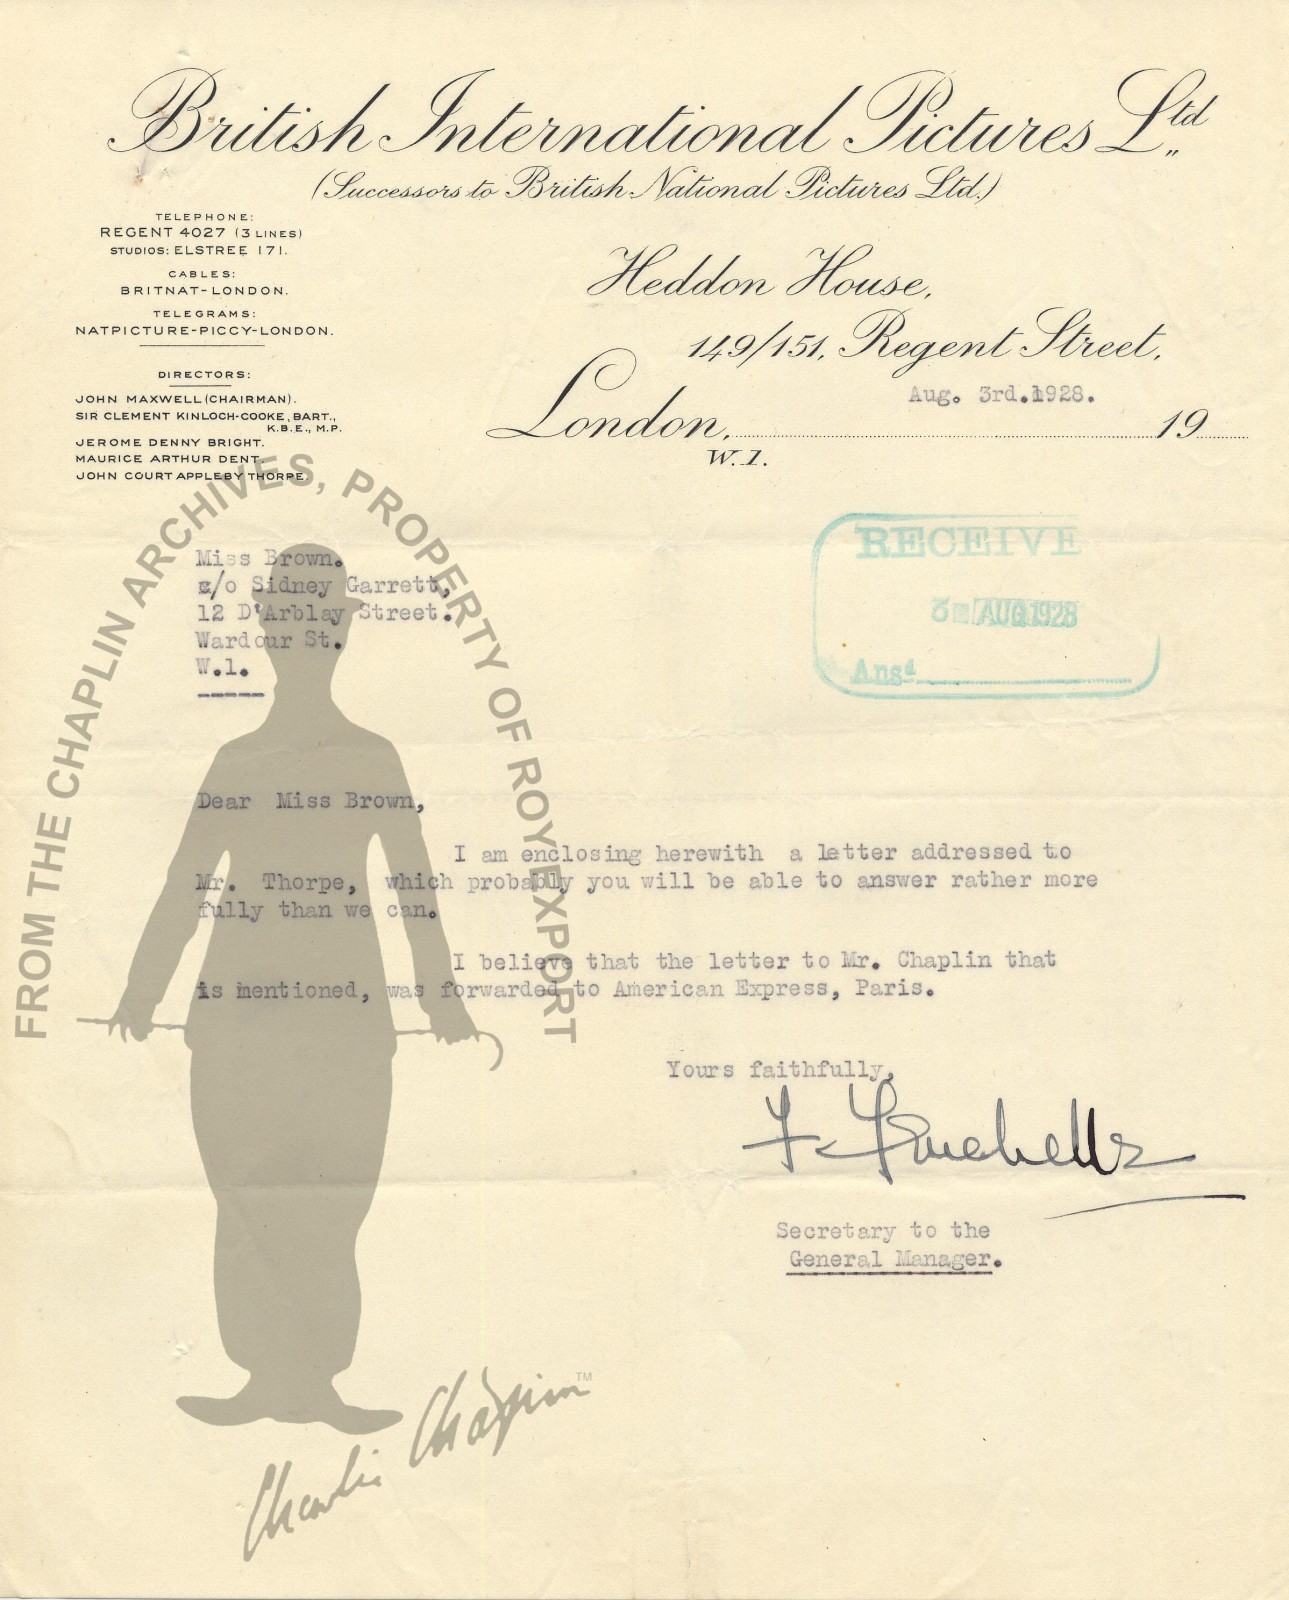 British International Pictures Ltd
(Successors to British National Pictures Ltd.)
TELEPHONE:
REGENT 4027 (3 LINES)
STUDIOS: ELSTREE 171.
CABLES:
BRITNAT-LONDON.
TELEGRAMS:
NATPICTURE-PICCY-LONDON.
DIRECTORS:
JOHN MAXWELL (CHAIRMAN).
SIR CLEMENT KINLOCH-COOKE, BART.,
K.B.E., M.P.
JEROME DENNY BRIGHT.
MAURICE ARTHUR DENT.
JOHN COURT APPLEBY THORPE.
Heddon House,
149/151, Regent Street,
Aug. 3rd.1928.
London, 19
W.1.
RECEIVE
3 AUG 1928
Ansd
Miss Brown.
c/o Sidney Garrett,
12 D'Arblay Street.
Wardour St.
W.1.
Dear Miss Brown,
I am enclosing herewith a letter addressed to
Mr. Thorpe, which probably you will be able to answer rather more
fully than we can.
I believe that the letter to Mr. Chaplin that
is mentioned, was forwarded to American Express, Paris.
Yours faithfully,
Secretary to the
General Manager.
FROM THE CHAPLIN ARCHIVES, PROPERTY OF ROY EXPORT
Charlie Chaplin TM